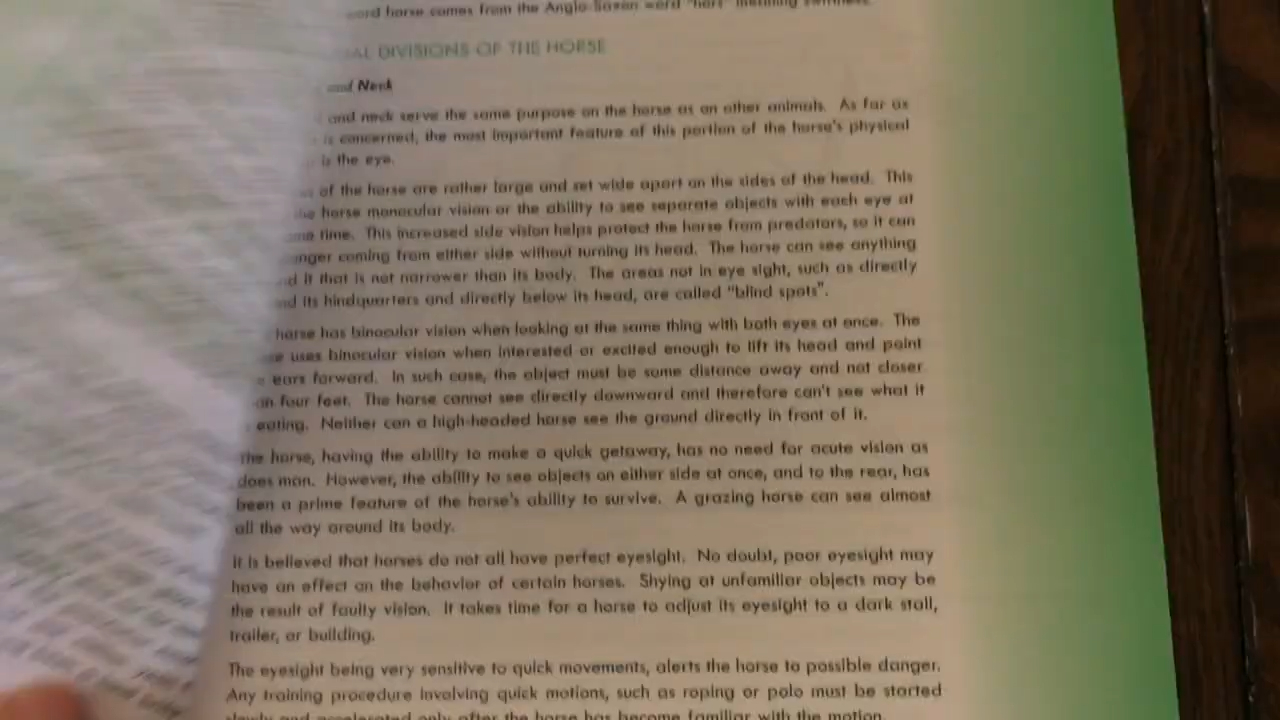 word horse comes from the Anglo-Saxon word "hors" meaning swiftness.
DIVISIONS OF THE HORSE
and Neck
and neck serve the same purpose on the horse as on other animals. As far as
is concerned, the most important feature of this portion of the horse's physical
is the eye.
of the horse are rather large and set wide apart on the sides of the head. This
horse monocular vision or the ability to see separate objects with each eye at
time. This increased side vision helps protect the horse from predators, so it can
coming from either side without turning its head. The horse can see anything
it that is not narrower than its body. The areas not in eye sight, such as directly
its hindquarters and directly below its head, are called "blind spots".
horse has binocular vision when looking at the same thing with both eyes at once. The
uses binocular vision when interested or excited enough to lift its head and point
ears forward. In such case, the object must be some distance away and not closer
four feet. The horse cannot see directly downward and therefore can't see what it
eating. Neither can a high-headed horse see the ground directly in front of it.
The horse, having the ability to make a quick getaway, has no need for acute vision as
does man. However, the ability to see objects on either side at once, and to the rear, has
been a prime feature of the horse's ability to survive. A grazing horse can see almost
all the way around its body.
It is believed that horses do not all have perfect eyesight. No doubt, poor eyesight may
have an effect on the behavior of certain horses. Shying at unfamiliar objects may be
the result of faulty vision. It takes time for a horse to adjust its eyesight to a dark stall,
trailer, or building.
The eyesight being very sensitive to quick movements, alerts the horse to possible danger.
Any training procedure involving quick motions, such as roping or polo must be started
slowly and accelerated only after the horse has become familiar with the motion.